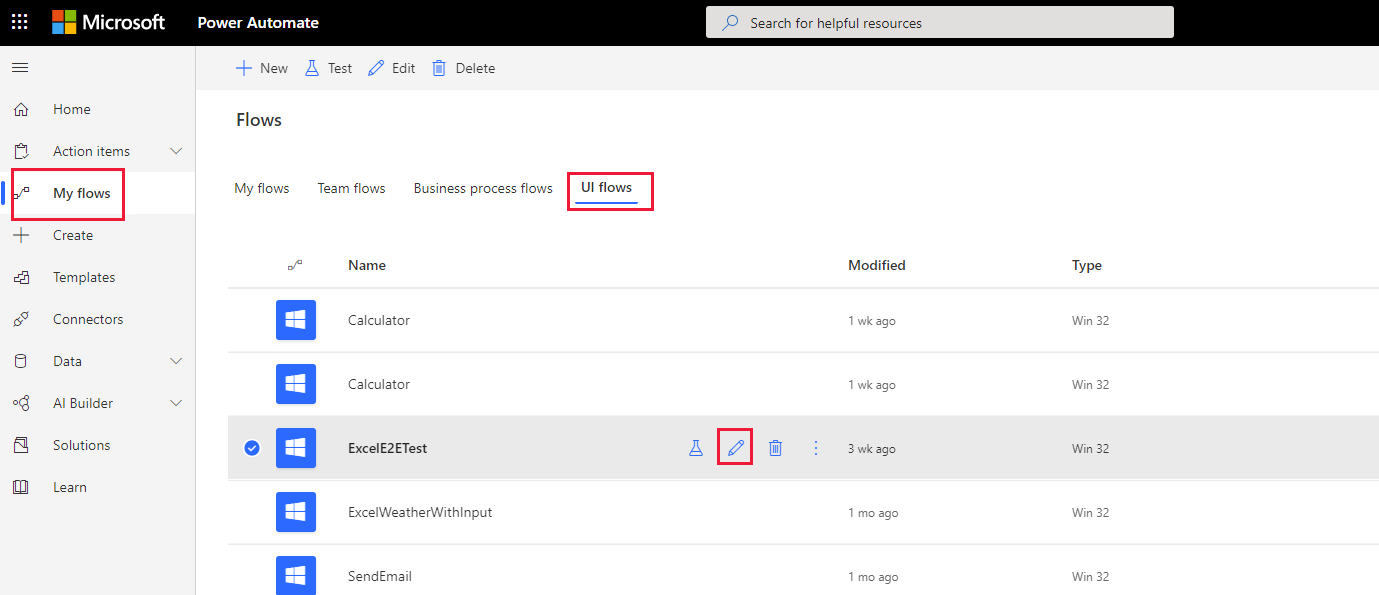 Microsoft Power Automate Search for helpful resources
New Test Edit Delete
Home
Action items
My flows
Create
Templates
Connectors
Data
AI Builder
Solutions
Learn
Flows
My flows Team flows Business process flows UI flows
Name Modified Type
Calculator 1 wk ago Win 32
Calculator 1 wk ago Win 32
ExcelE2ETest 3 wk ago Win 32
ExcelWeatherWithInput 1 mo ago Win 32
SendEmail 1 mo ago Win 32